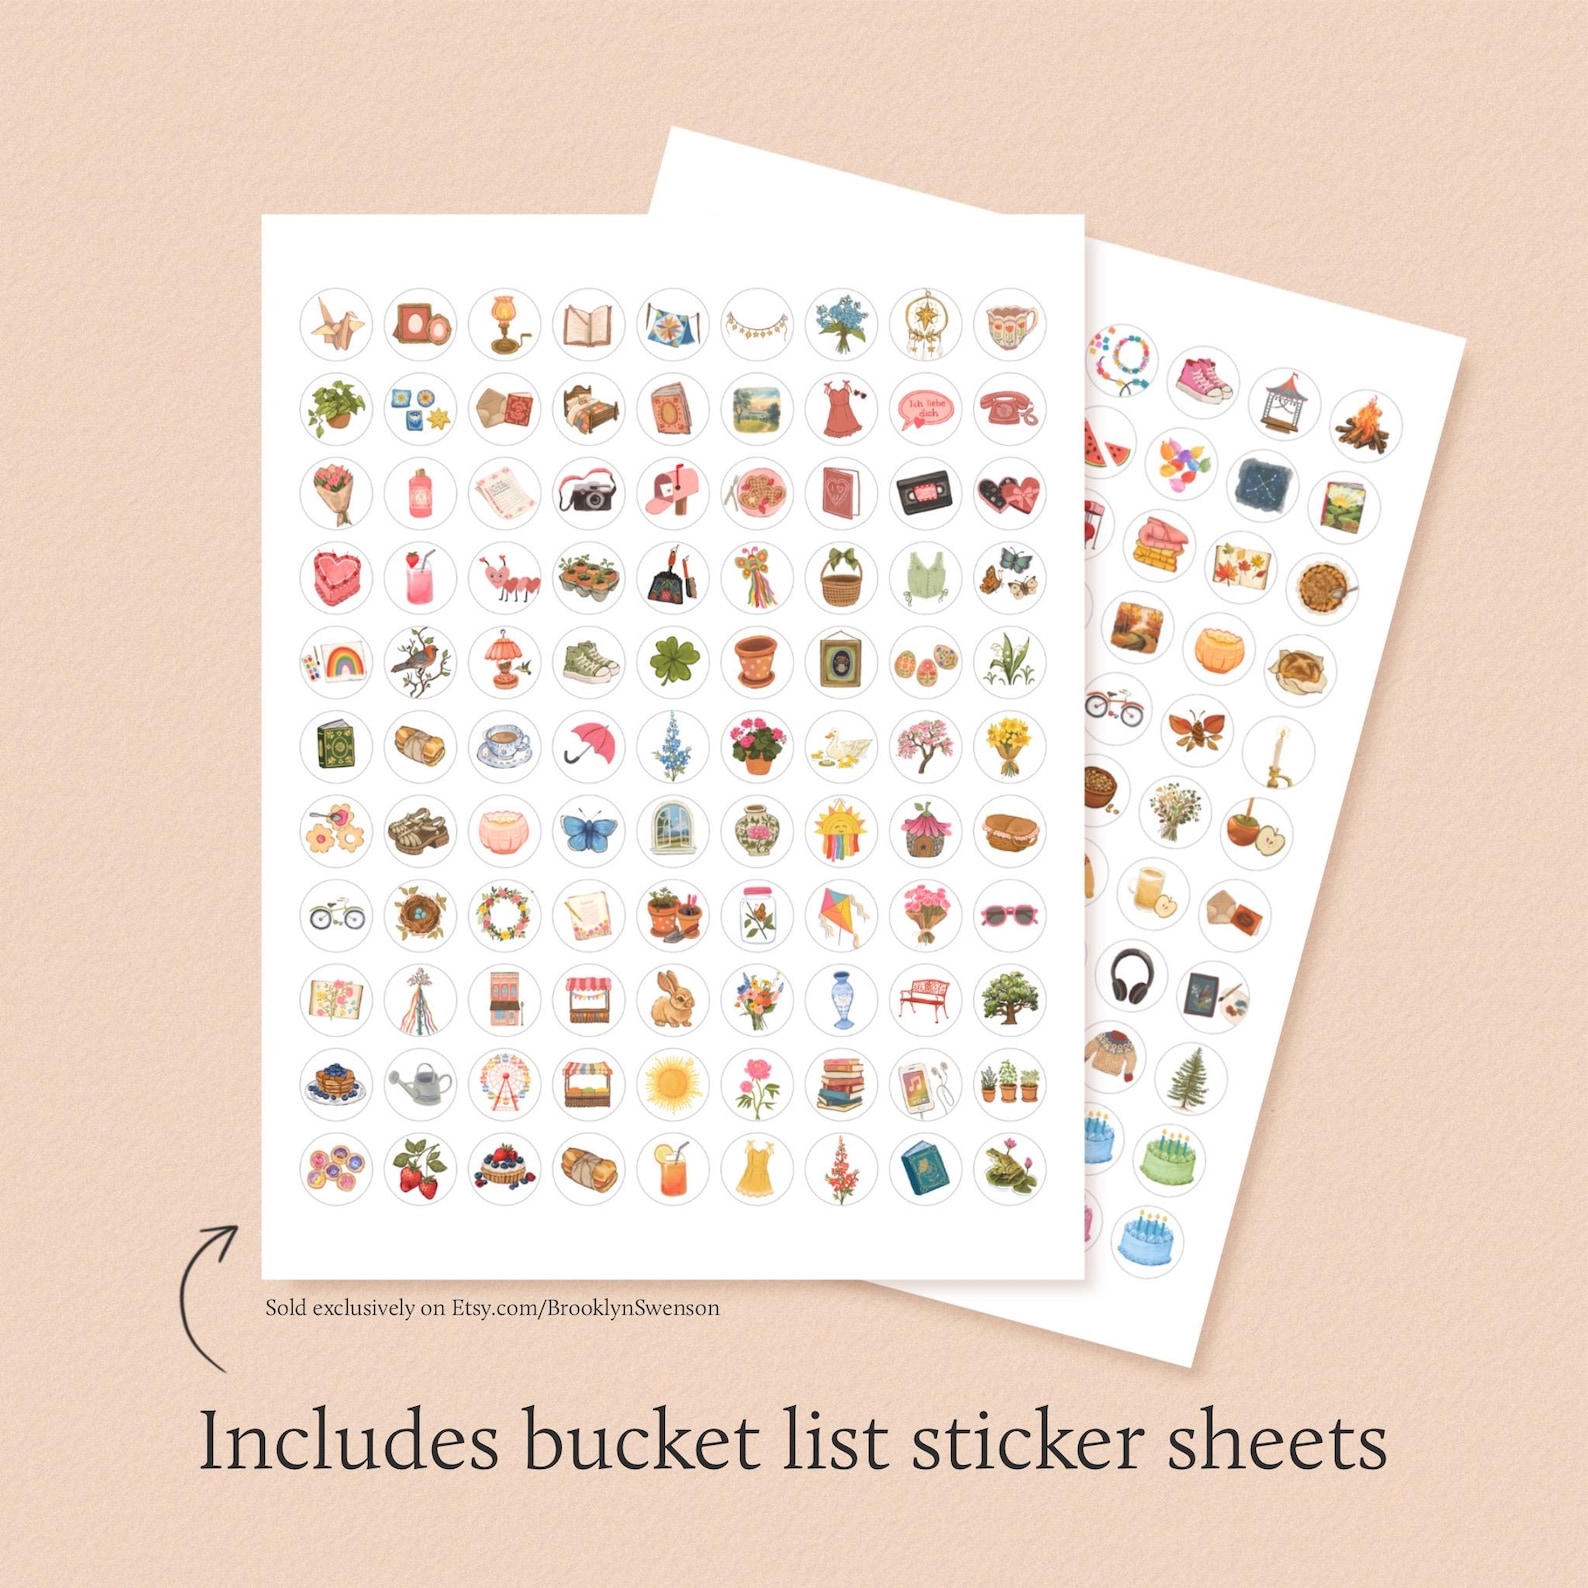 Ich liebe
dich
Sold exclusively on Etsy.com/BrooklynSwenson
Includes bucket list sticker sheets